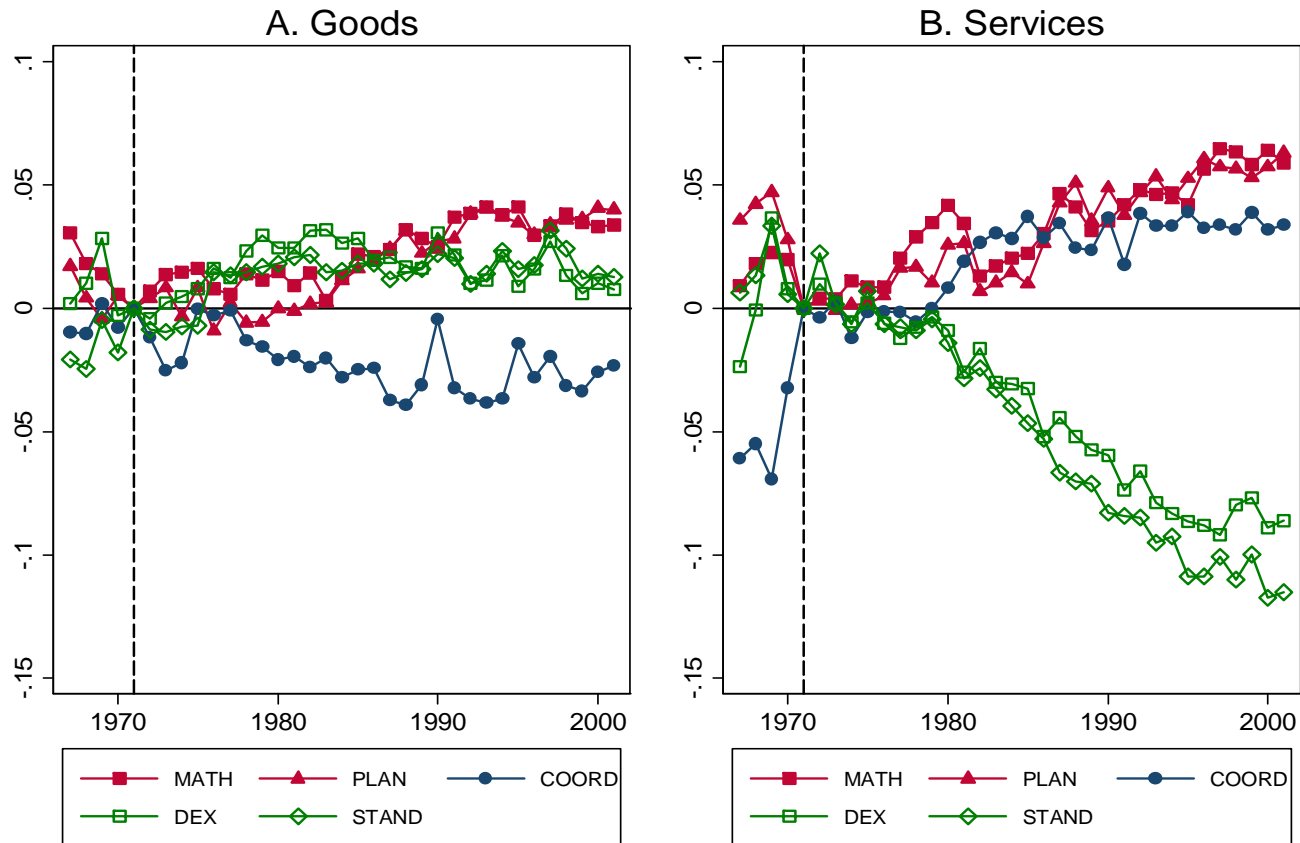 A. Goods
.1
.05
0
-.05
-.1
-.15
1970 1980 1990 2000
MATH PLAN COORD
DEX STAND
B. Services
.1
.05
0
-.05
-.1
-.15
1970 1980 1990 2000
MATH PLAN COORD
DEX STAND